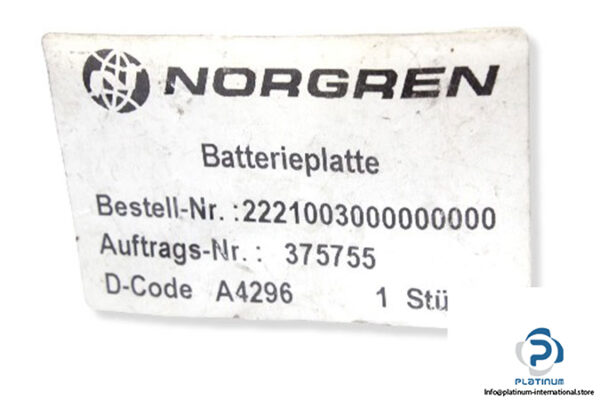 NORGREN
Batterieplatte
Bestell-Nr. :2221003000000000
Auftrags-Nr. : 375755
D-Code A4296 1 Stü
PLATINUM
Info@platinum-international.store